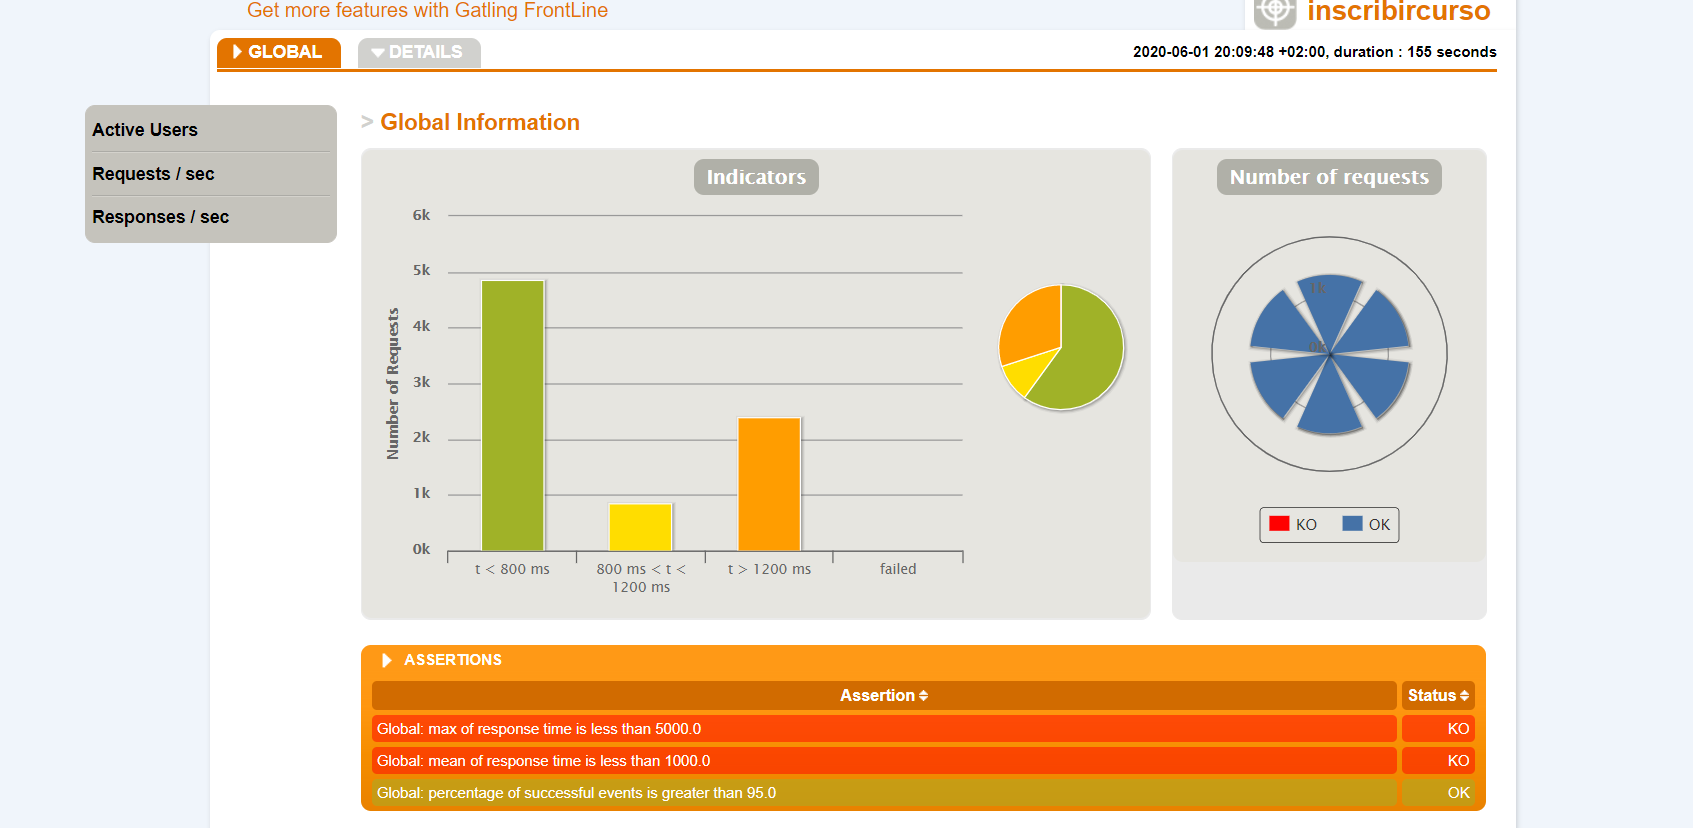 Get more features with Gatling FrontLine
inscribircurso
GLOBAL
DETAILS
2020-06-01 20:09:48 +02:00, duration : 155 seconds
Active Users
Requests / sec
Responses / sec
> Global Information
Indicators
Number of Requests
6k
5k
4k
3k
2k
1k
0k
t < 800 ms
800 ms < t <
1200 ms
t > 1200 ms
failed
Number of requests
1k
0k
KO
OK
ASSERTIONS
Assertion
Status
Global: max of response time is less than 5000.0
KO
Global: mean of response time is less than 1000.0
KO
Global: percentage of successful events is greater than 95.0
OK